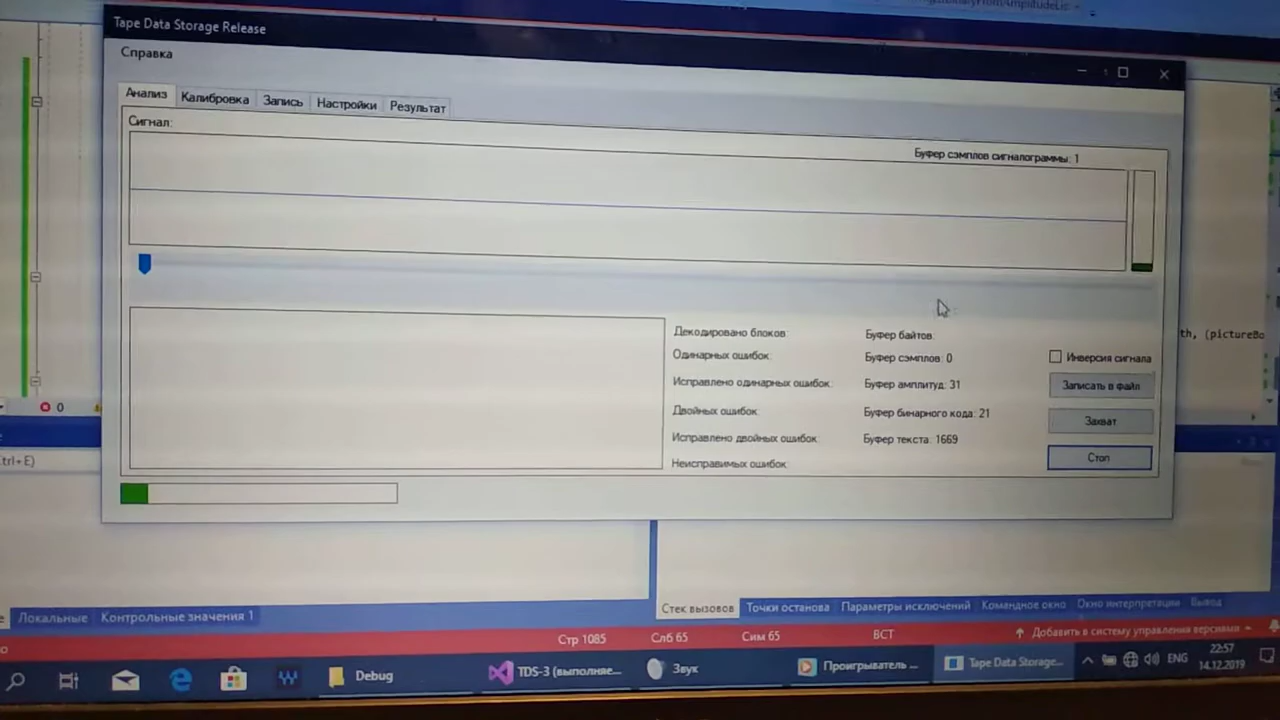 Tape Data Storage Release
Справка
Анализ Калибровка Запись Настройки Результат
Сигнал:
Буфер сэмплов сигналограммы: 1
Декодировано блоков: Буфер байтов:
Одинарных ошибок: Буфер сэмплов: 0 Инверсия сигнала
Исправлено одинарных ошибок: Буфер амплитуд: 31 Записать в файл
Двойных ошибок: Буфер бинарного кода: 21 Захват
Исправлено двойных ошибок: Буфер текста: 1669 Стоп
Неисправимых ошибок:
th, (pictureBo
0
trl+E)
Локальные Контрольные значения 1
Стек вызовов Точки останова Параметры исключений Командное окно Окно интерпретации Вывод
Стр 1085 Слб 65 Сим 65 ВСТ Добавить в систему управления версиями
Debug TDS-3 (выполняе... Звук Проигрыватель ... Tape Data Storage... ENG 22:57
14.12.2019